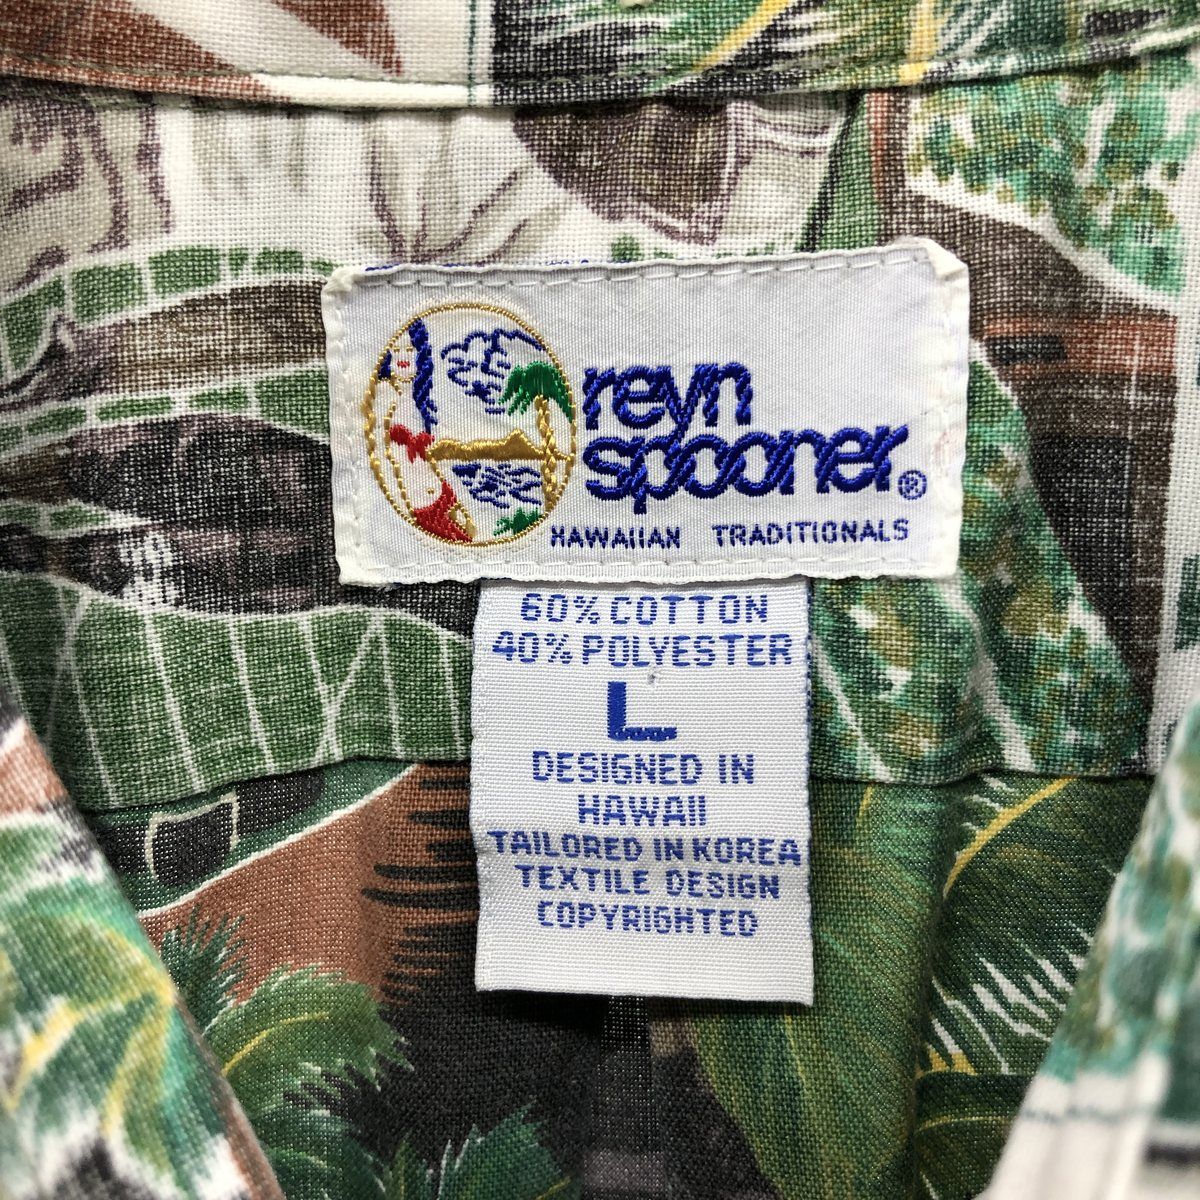 reyn
spooner®
HAWAIIAN TRADITIONALS
60% COTTON
40% POLYESTER
L
DESIGNED IN
HAWAII
TAILORED IN KOREA
TEXTILE DESIGN
COPYRIGHTED